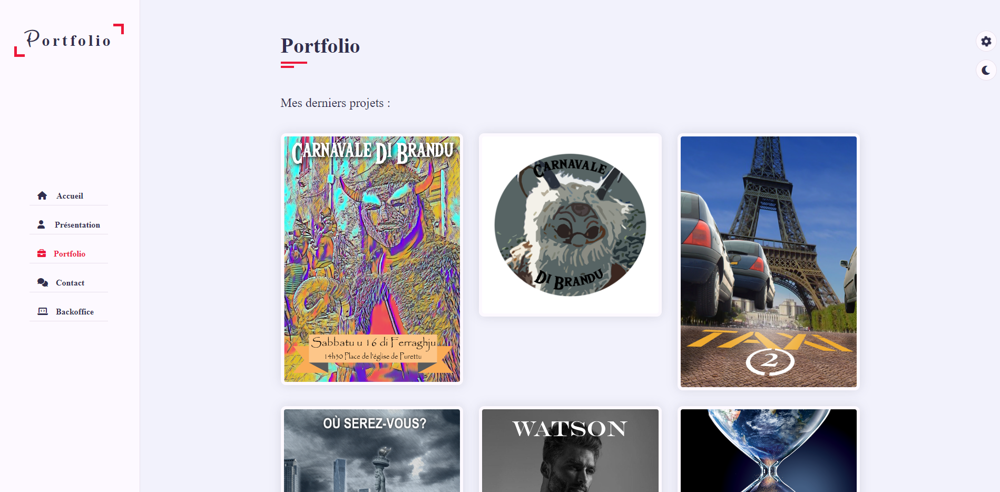 Portfolio
Accueil
Présentation
Portfolio
Contact
Backoffice
Portfolio
Mes derniers projets :
CARNAVALE DI BRANDU
Sabbatu u 16 di Ferraghju
14h30 Place de l'église de Purettu
CARNAVALE
DI BRANDU
TAXI
2
OÙ SEREZ-VOUS?
WATSON